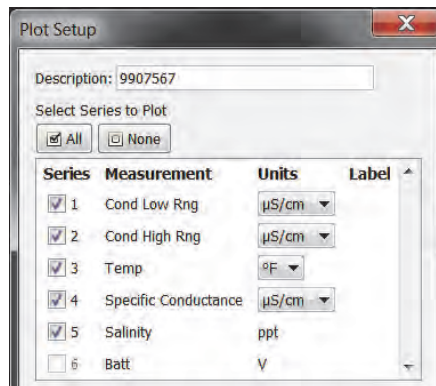 Plot Setup
Description: 9907567
Select Series to Plot
All None
Series Measurement Units Label
1 Cond Low Rng µS/cm
2 Cond High Rng µS/cm
3 Temp ºF
4 Specific Conductance µS/cm
5 Salinity ppt
6 Batt V